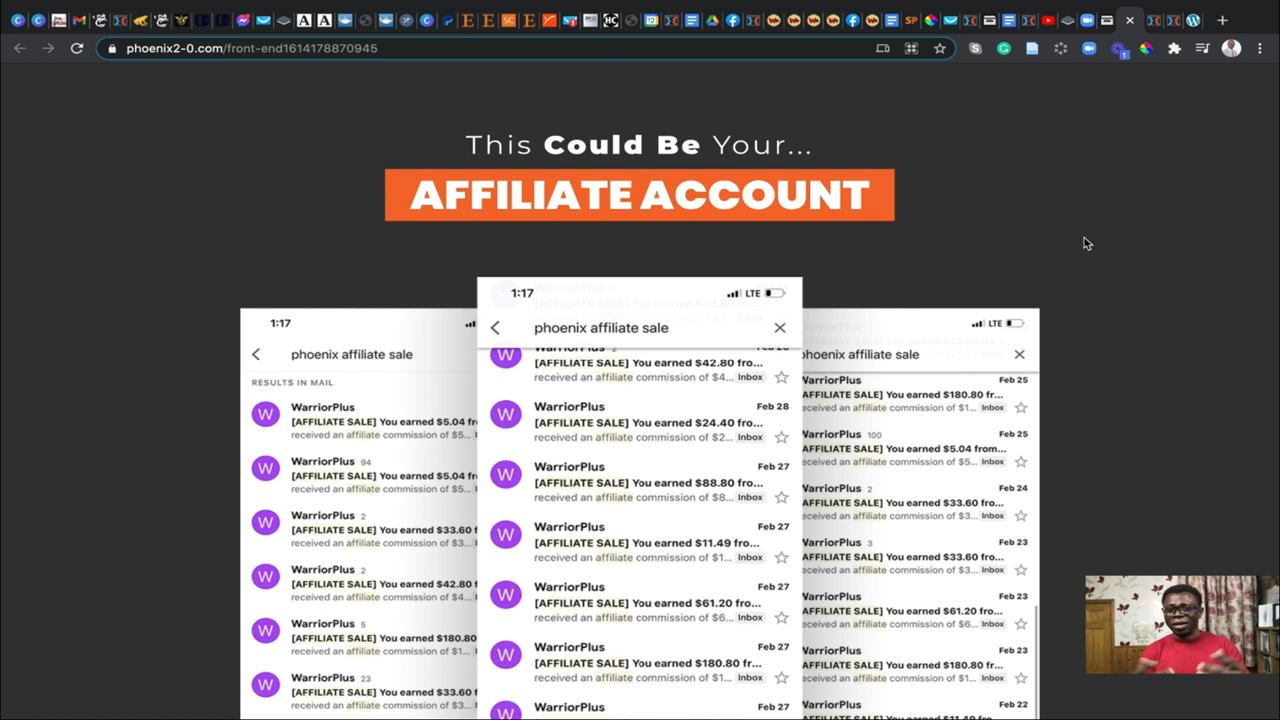 phoenix2-0.com/front-end1614178870945
This Could Be Your...
AFFILIATE ACCOUNT
1:17
phoenix affiliate sale
RESULTS IN MAIL
W
WarriorPlus
[AFFILIATE SALE] You earned $5.04
received an affiliate commission of $5...
W
WarriorPlus 94
[AFFILIATE SALE] You earned $5.04
received an affiliate commission of $5...
W
WarriorPlus 2
[AFFILIATE SALE] You earned $33.60
received an affiliate commission of $3...
W
WarriorPlus 2
[AFFILIATE SALE] You earned $42.80
received an affiliate commission of $4...
W
WarriorPlus 5
[AFFILIATE SALE] You earned $180.80
received an affiliate commission of $1...
W
WarriorPlus 23
[AFFILIATE SALE] You earned $33.60
received an affiliate commission of $3...
1:17 LTE
phoenix affiliate sale
W
[AFFILIATE SALE] You earned $42.80 fro...
received an affiliate commission of $4... Inbox
W
WarriorPlus Feb 28
[AFFILIATE SALE] You earned $24.40 fro...
received an affiliate commission of $2... Inbox
W
WarriorPlus Feb 27
[AFFILIATE SALE] You earned $88.80 fro...
received an affiliate commission of $8... Inbox
W
WarriorPlus Feb 27
[AFFILIATE SALE] You earned $11.49 fro...
received an affiliate commission of $1... Inbox
W
WarriorPlus Feb 27
[AFFILIATE SALE] You earned $61.20 fro...
received an affiliate commission of $6... Inbox
W
WarriorPlus Feb 27
[AFFILIATE SALE] You earned $180.80 fro...
received an affiliate commission of $1... Inbox
WarriorPlus Feb 27
LTE
phoenix affiliate sale
WarriorPlus Feb 25
AFFILIATE SALE] You earned $180.80 fr...
received an affiliate commission of $1... Inbox
WarriorPlus 100 Feb 25
AFFILIATE SALE] You earned $5.04 from...
received an affiliate commission of $5... Inbox
WarriorPlus 2 Feb 24
AFFILIATE SALE] You earned $33.60 fro...
received an affiliate commission of $3... Inbox
WarriorPlus 3 Feb 23
AFFILIATE SALE] You earned $33.60 fro...
received an affiliate commission of $3... Inbox
WarriorPlus Feb 23
AFFILIATE SALE] You earned $61.20 fro...
received an affiliate commission of $6... Inbox
WarriorPlus Feb 23
AFFILIATE SALE] You earned $180.80 fr...
received an affiliate commission of $1... Inbox
WarriorPlus Feb 22
AFFILIATE SALE] You earned $11.49 fro...